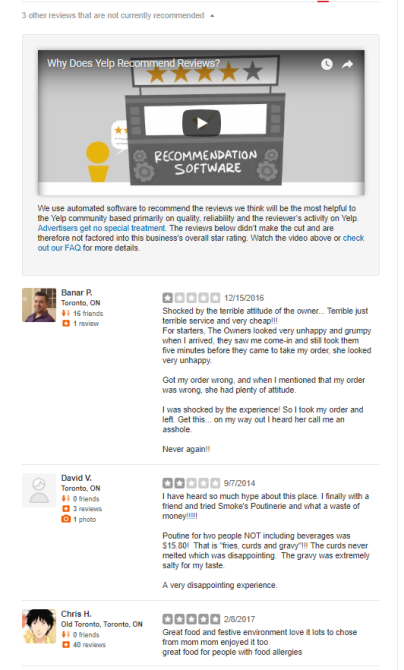 3 other reviews that are not currently recommended
Why Does Yelp Recommend Reviews?
RECOMMENDATION
SOFTWARE
We use automated software to recommend the reviews we think will be the most helpful to
the Yelp community based primarily on quality, reliability and the reviewer's activity on Yelp.
Advertisers get no special treatment. The reviews below didn't make the cut and are
therefore not factored into this business's overall star rating. Watch the video above or check
out our FAQ for more details.
Banar P.
Toronto, ON
16 friends
1 review
12/15/2016
Shocked by the terrible attitude of the owner... Terrible just
terrible service and very cheap!!!
For starters, The Owners looked very unhappy and grumpy
when I arrived, they saw me come-in and still took them
five minutes before they came to take my order, she looked
very unhappy.
Got my order wrong, and when I mentioned that my order
was wrong, she had plenty of attitude.
I was shocked by the experience! So I took my order and
left. Get this... on my way out I heard her call me an
asshole.
Never again!!
David V.
Toronto, ON
0 friends
3 reviews
1 photo
9/7/2014
I have heard so much hype about this place. I finally with a
friend and tried Smoke's Poutinerie and what a waste of
money!!!!!
Poutine for two people NOT including beverages was
$15.80! That is "fries, curds and gravy"!!! The curds never
melted which was disappointing. The gravy was extremely
salty for my taste.
A very disappointing experience.
Chris H.
Old Toronto, Toronto, ON
0 friends
40 reviews
2/8/2017
Great food and festive environment love it lots to chose
from mom mom enjoyed it too
great food for people with food allergies